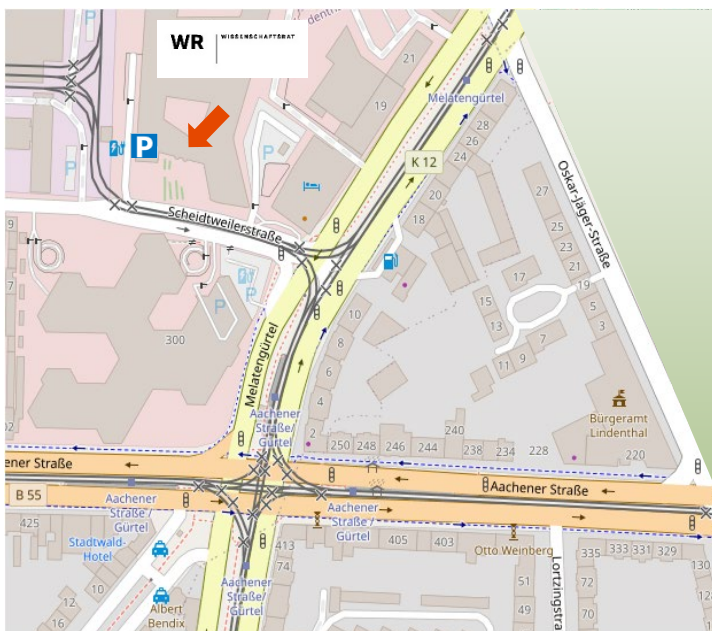 WR
WISSENSCHAFTSRAT
21
19
Melatengürtel
28
26
24
K 12
20
18
P
P
P
Scheidtweilerstraße
Oskar-Jäger-Straße
27
25
23
21
19
17
15
13
5
3
7
9
11
P
P
300
10
8
6
4
2
Melatengürtel
Aachener
Straße/
Gürtel
240
250
248
246
244
238
234
228
220
Bürgeramt
Lindenthal
ener Straße
Aachener Straße
B 55
Aachener
Straße /
Gürtel
Aachener
Straße /
Gürtel
425
Stadtwald-
Hotel
413
74
405
403
Otto Weinberg
335
333
331
329
72
70
130
128
Lortzingstra
51
49
12
16
10
Albert
Bendix
Aachener
Straße/
Gürtel